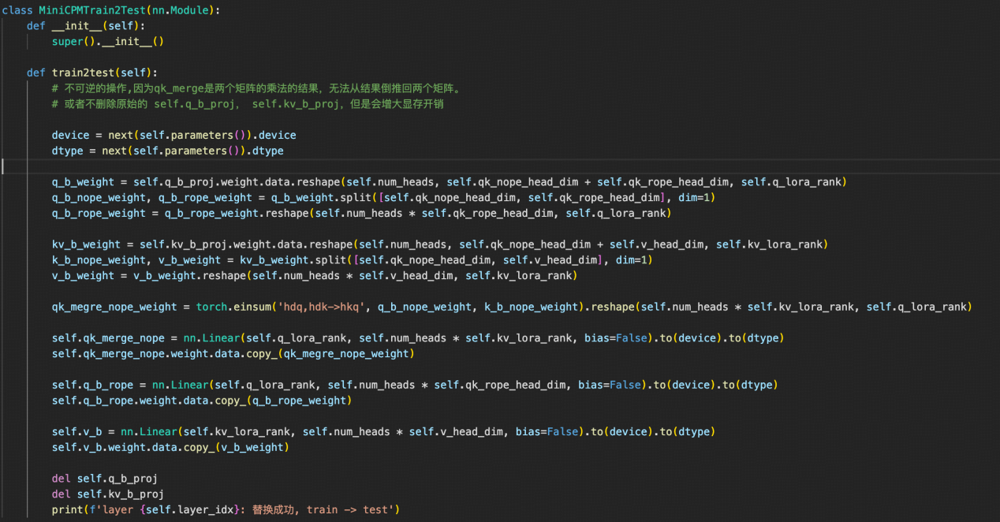 class MiniCPMTrain2Test(nn.Module):
    def __init__(self):
        super().__init__()

    def train2test(self):
        # 不可逆的操作,因为qk_merge是两个矩阵的乘法的结果，无法从结果倒推回两个矩阵。
        # 或者不删除原始的 self.q_b_proj， self.kv_b_proj，但是会增大显存开销

        device = next(self.parameters()).device
        dtype = next(self.parameters()).dtype

        q_b_weight = self.q_b_proj.weight.data.reshape(self.num_heads, self.qk_nope_head_dim + self.qk_rope_head_dim, self.q_lora_rank)
        q_b_nope_weight, q_b_rope_weight = q_b_weight.split([self.qk_nope_head_dim, self.qk_rope_head_dim], dim=1)
        q_b_rope_weight = q_b_rope_weight.reshape(self.num_heads * self.qk_rope_head_dim, self.q_lora_rank)

        kv_b_weight = self.kv_b_proj.weight.data.reshape(self.num_heads, self.qk_nope_head_dim + self.v_head_dim, self.kv_lora_rank)
        k_b_nope_weight, v_b_weight = kv_b_weight.split([self.qk_nope_head_dim, self.v_head_dim], dim=1)
        v_b_weight = v_b_weight.reshape(self.num_heads * self.v_head_dim, self.kv_lora_rank)

        qk_megre_nope_weight = torch.einsum('hdq,hdk->hkq', q_b_nope_weight, k_b_nope_weight).reshape(self.num_heads * self.kv_lora_rank, self.q_lora_rank)

        self.qk_merge_nope = nn.Linear(self.q_lora_rank, self.num_heads * self.kv_lora_rank, bias=False).to(device).to(dtype)
        self.qk_merge_nope.weight.data.copy_(qk_megre_nope_weight)

        self.q_b_rope = nn.Linear(self.q_lora_rank, self.num_heads * self.qk_rope_head_dim, bias=False).to(device).to(dtype)
        self.q_b_rope.weight.data.copy_(q_b_rope_weight)

        self.v_b = nn.Linear(self.kv_lora_rank, self.num_heads * self.v_head_dim, bias=False).to(device).to(dtype)
        self.v_b.weight.data.copy_(v_b_weight)

        del self.q_b_proj
        del self.kv_b_proj
        print(f'layer {self.layer_idx}: 替换成功, train -> test')